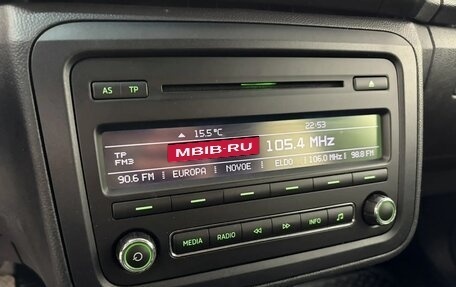 AS TP
15.5°C 22:53
TP
FM3
MBIB·RU
105.4 MHz
90.6 FM EUROPA NOVOE ELDO 106.0 MHz 98.8 FM
MEDIA RADIO INFO